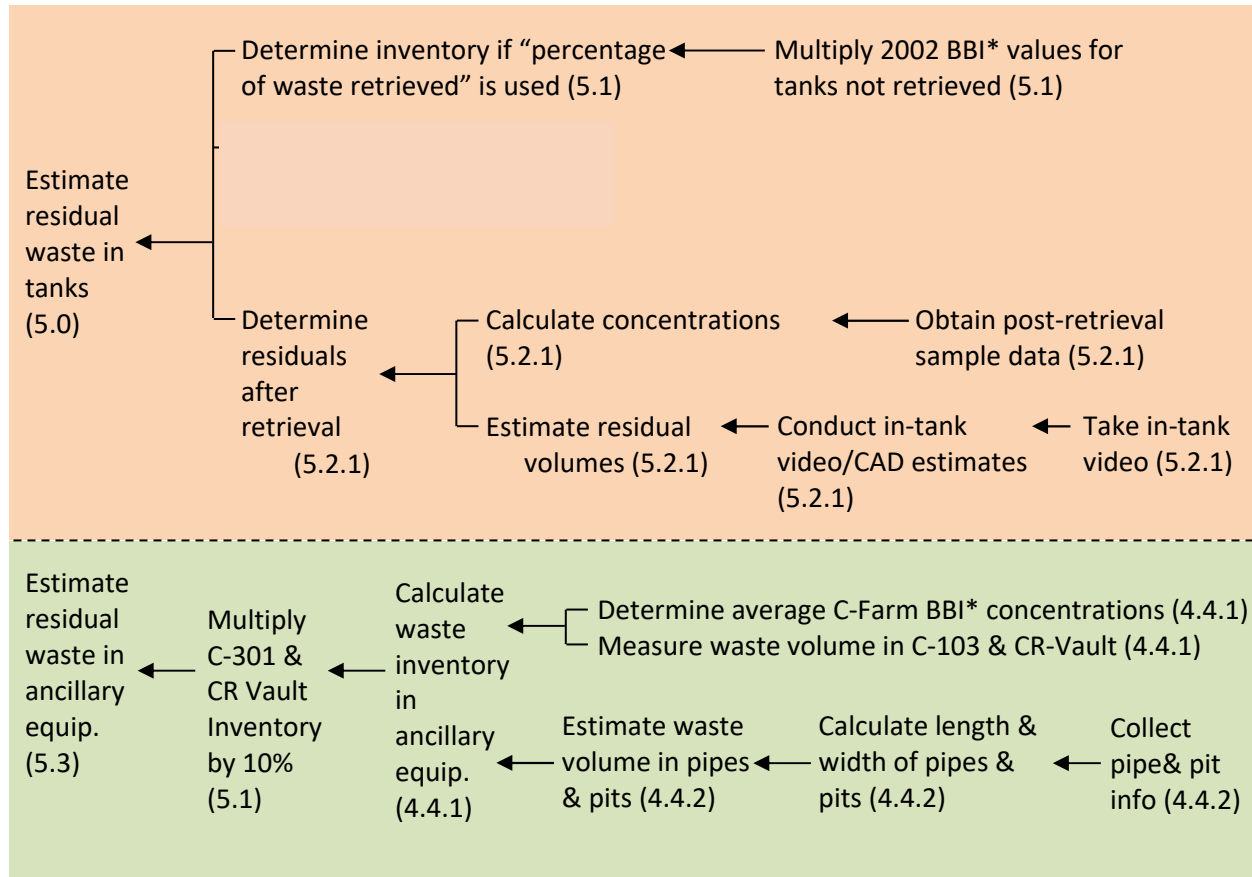 Determine inventory if “percentage
of waste retrieved” is used (5.1)
Multiply 2002 BBI* values for
tanks not retrieved (5.1)
Estimate
residual
waste in
tanks
(5.0)
Determine
residuals
after
retrieval
(5.2.1)
Calculate concentrations
(5.2.1)
Obtain post-retrieval
sample data (5.2.1)
Estimate residual
volumes (5.2.1)
Conduct in-tank
video/CAD estimates
(5.2.1)
Take in-tank
video (5.2.1)
Estimate
residual
waste in
ancillary
equip.
(5.3)
Multiply
C-301 &
CR Vault
Inventory
by 10%
(5.1)
Calculate
waste
inventory
in
ancillary
equip.
(4.4.1)
Determine average C-Farm BBI* concentrations (4.4.1)
Measure waste volume in C-103 & CR-Vault (4.4.1)
Estimate waste
volume in pipes
& pits (4.4.2)
Calculate length &
width of pipes &
pits (4.4.2)
Collect
pipe& pit
info (4.4.2)